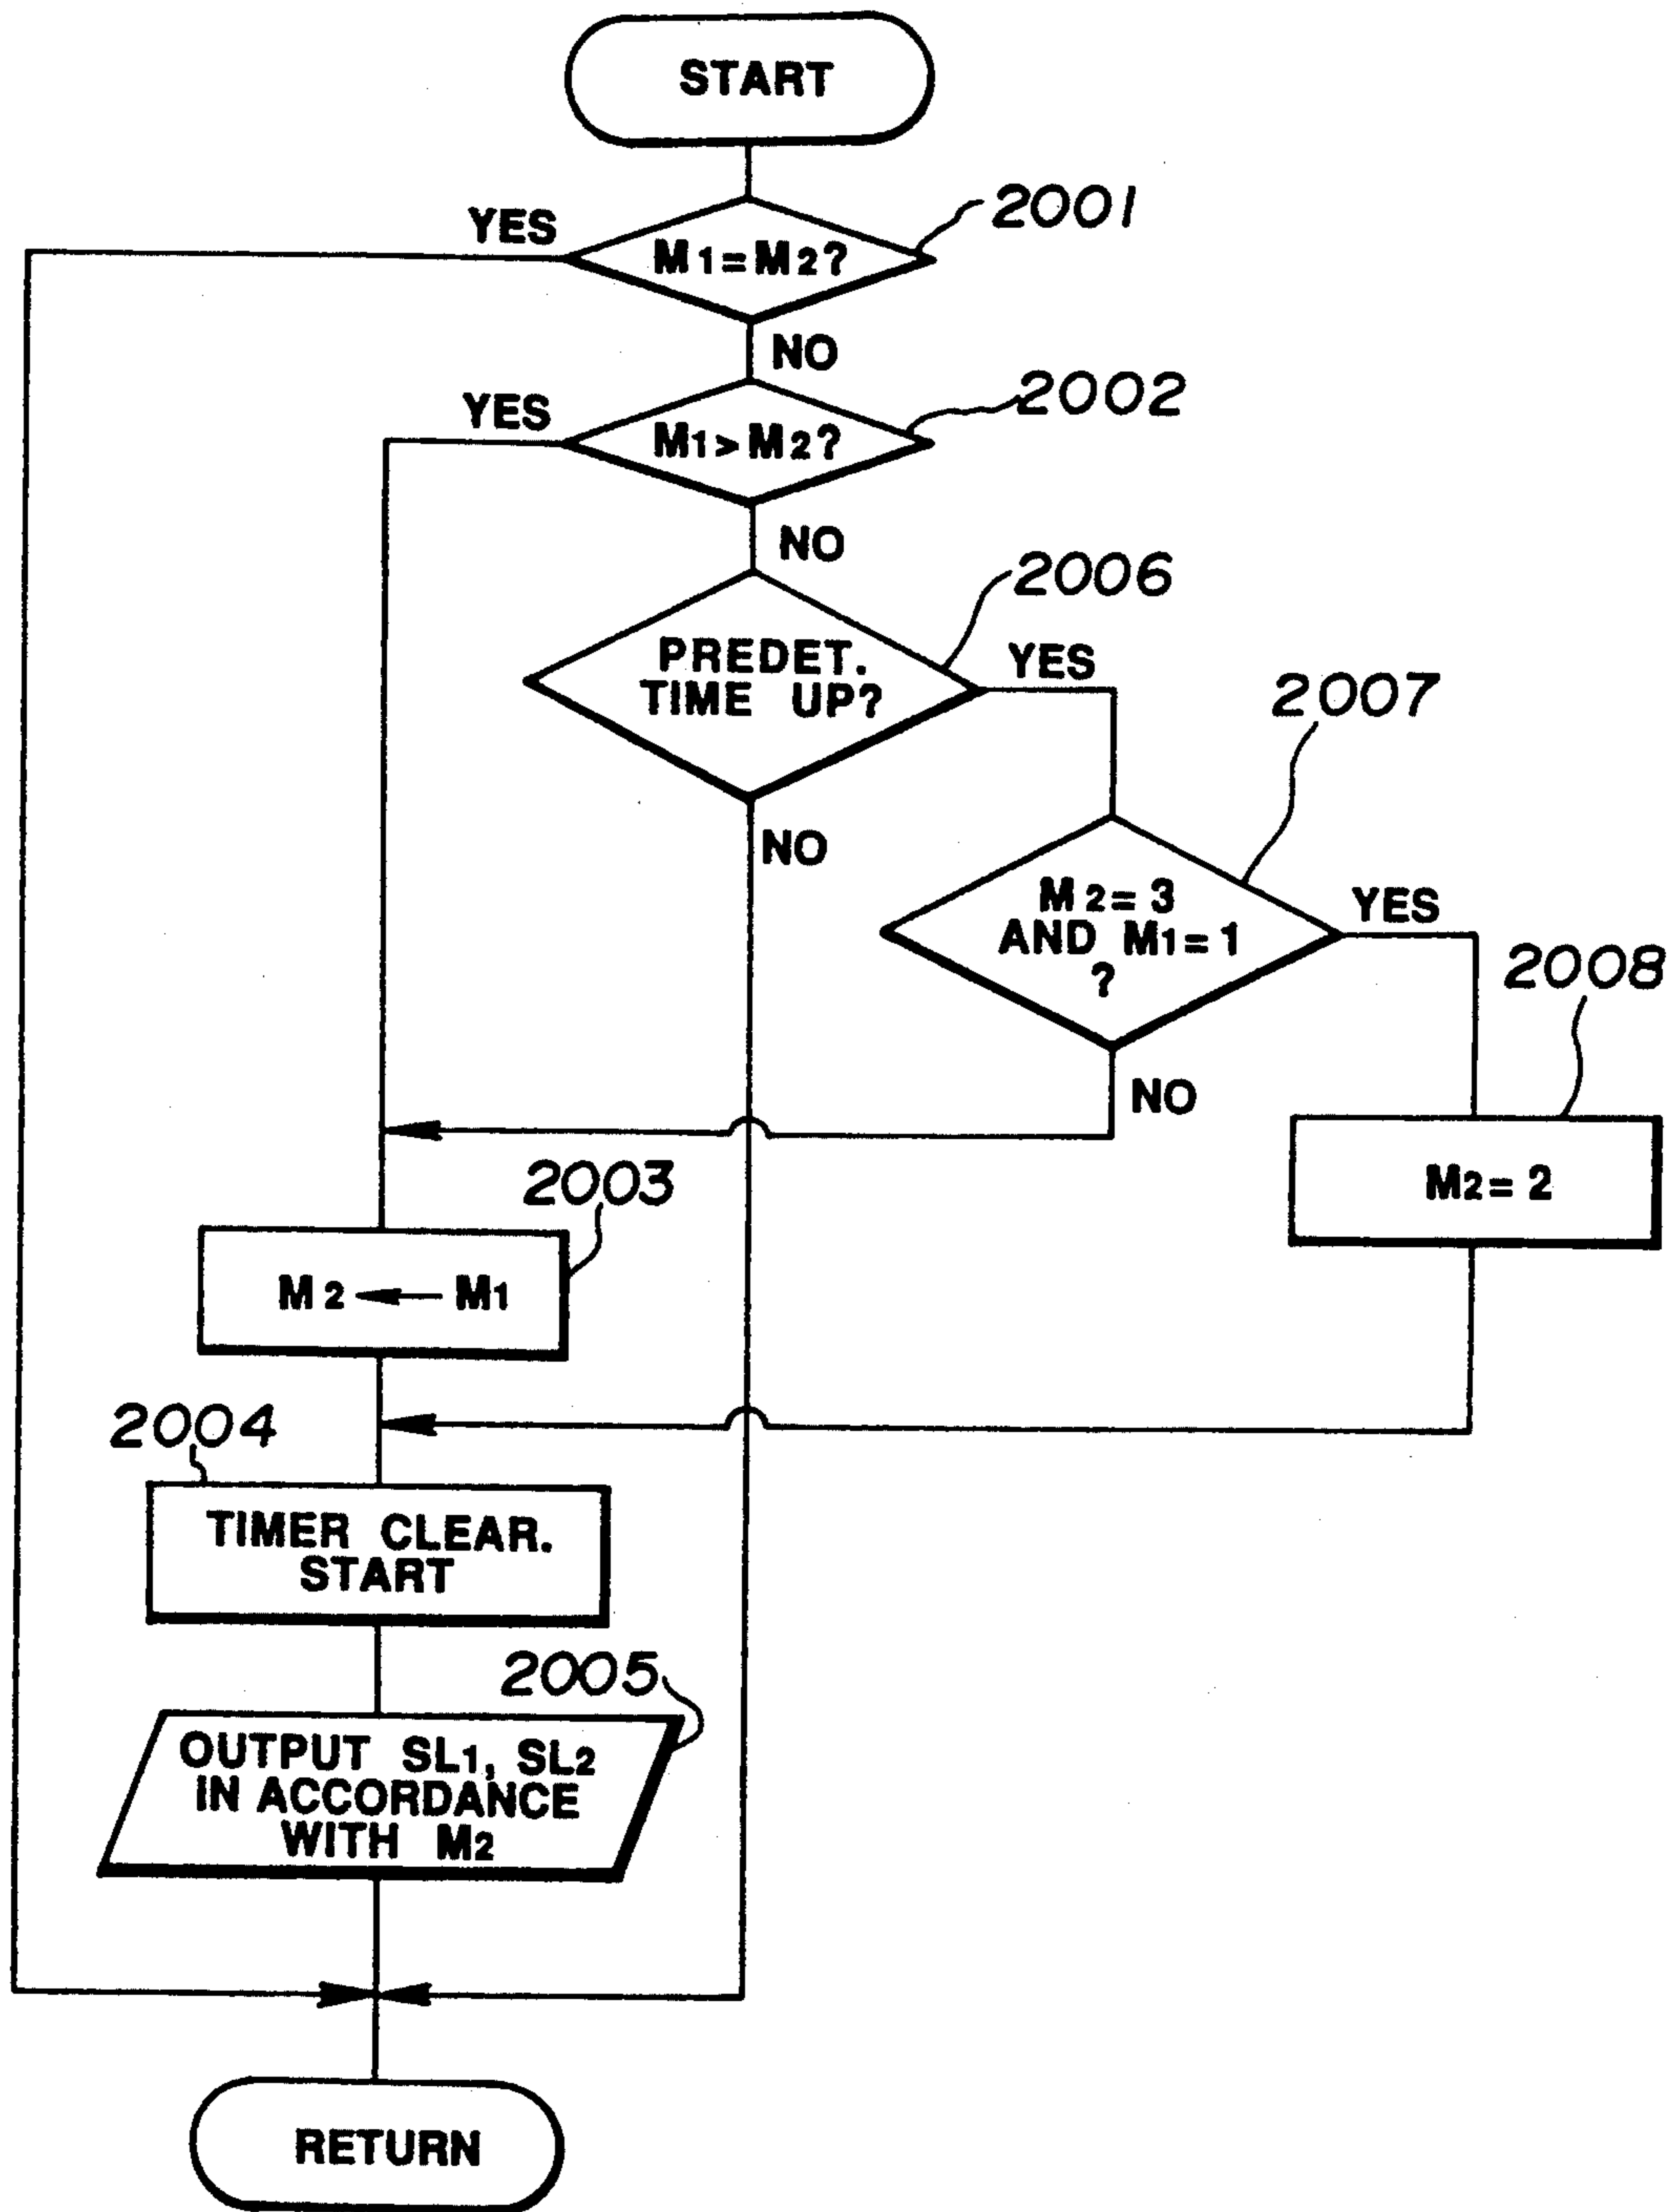 START
2001
YES
M1=M2?
NO
2002
YES
M1>M2?
NO
2006
PREDET.
TIME UP?
YES
2007
NO
M2=3
AND M1=1
?
YES
2008
NO
M2=2
2003
M2 ← M1
2004
TIMER CLEAR.
START
2005
OUTPUT SL1, SL2
IN ACCORDANCE
WITH M2
RETURN